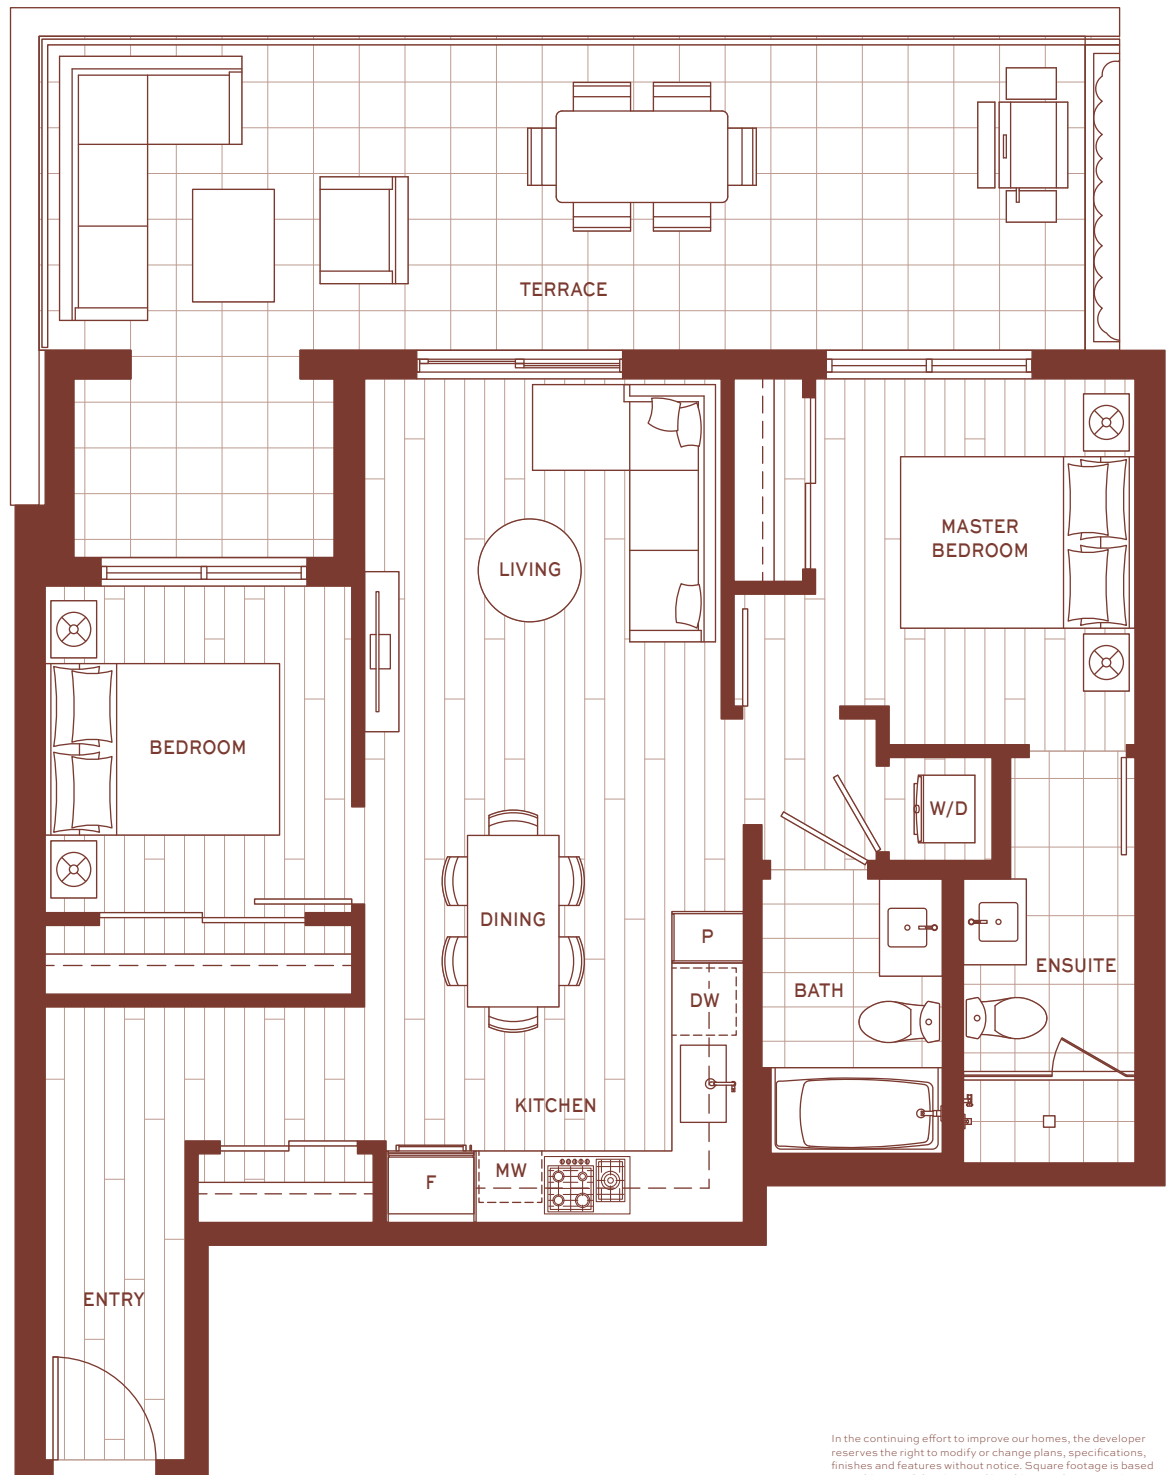 TERRACE
LIVING
MASTER
BEDROOM
BEDROOM
W/D
DINING
P
ENSUITE
DW
BATH
KITCHEN
MW
F
ENTRY
In the continuing effort to improve our homes, the developer
reserves the right to modify or change plans, specifications,
finishes and features without notice. Square footage is based